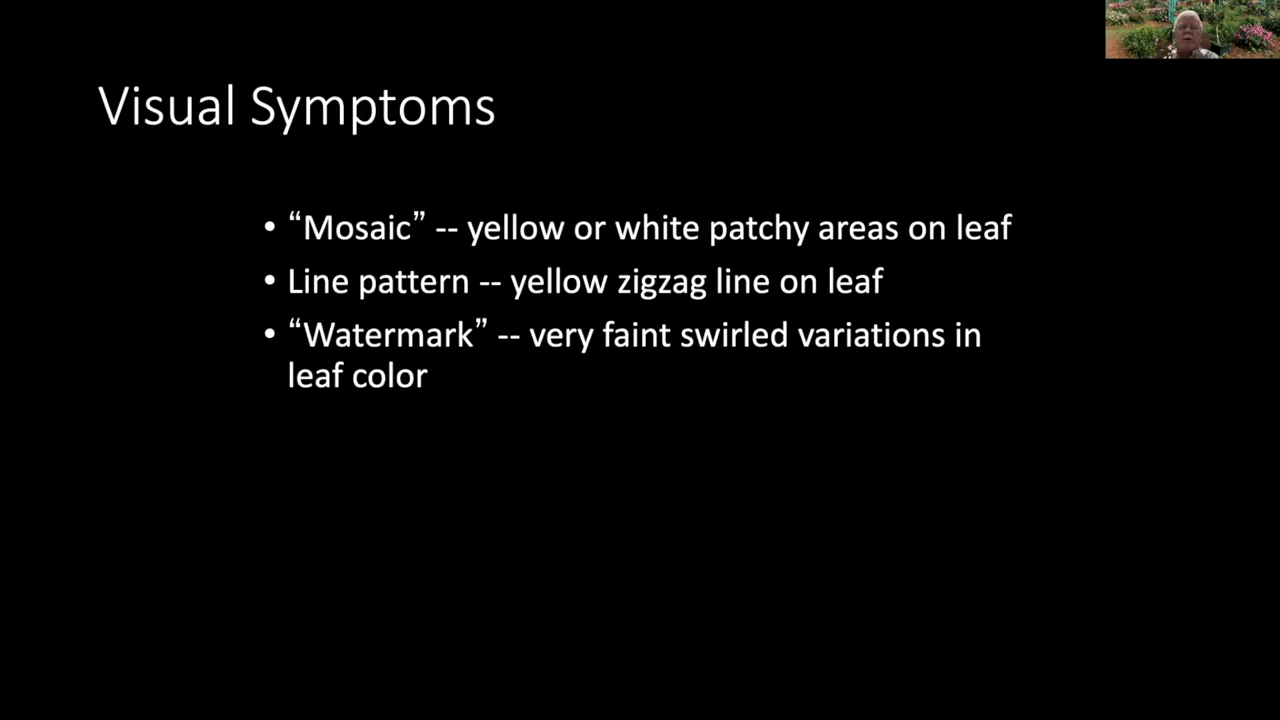 Visual Symptoms
• “Mosaic” -- yellow or white patchy areas on leaf
• Line pattern -- yellow zigzag line on leaf
• “Watermark” -- very faint swirled variations in
leaf color